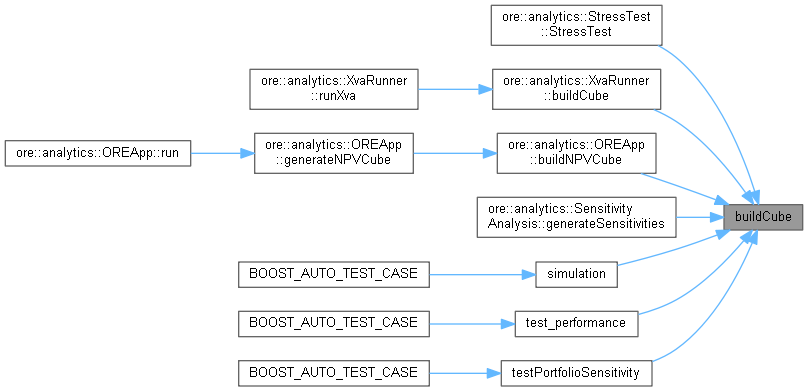 ore::analytics::StressTest
::StressTest
ore::analytics::XvaRunner
::runXva
ore::analytics::XvaRunner
::buildCube
ore::analytics::OREApp::run
ore::analytics::OREApp
::generateNPVCube
ore::analytics::OREApp
::buildNPVCube
buildCube
ore::analytics::Sensitivity
Analysis::generateSensitivities
BOOST_AUTO_TEST_CASE
simulation
BOOST_AUTO_TEST_CASE
test_performance
BOOST_AUTO_TEST_CASE
testPortfolioSensitivity